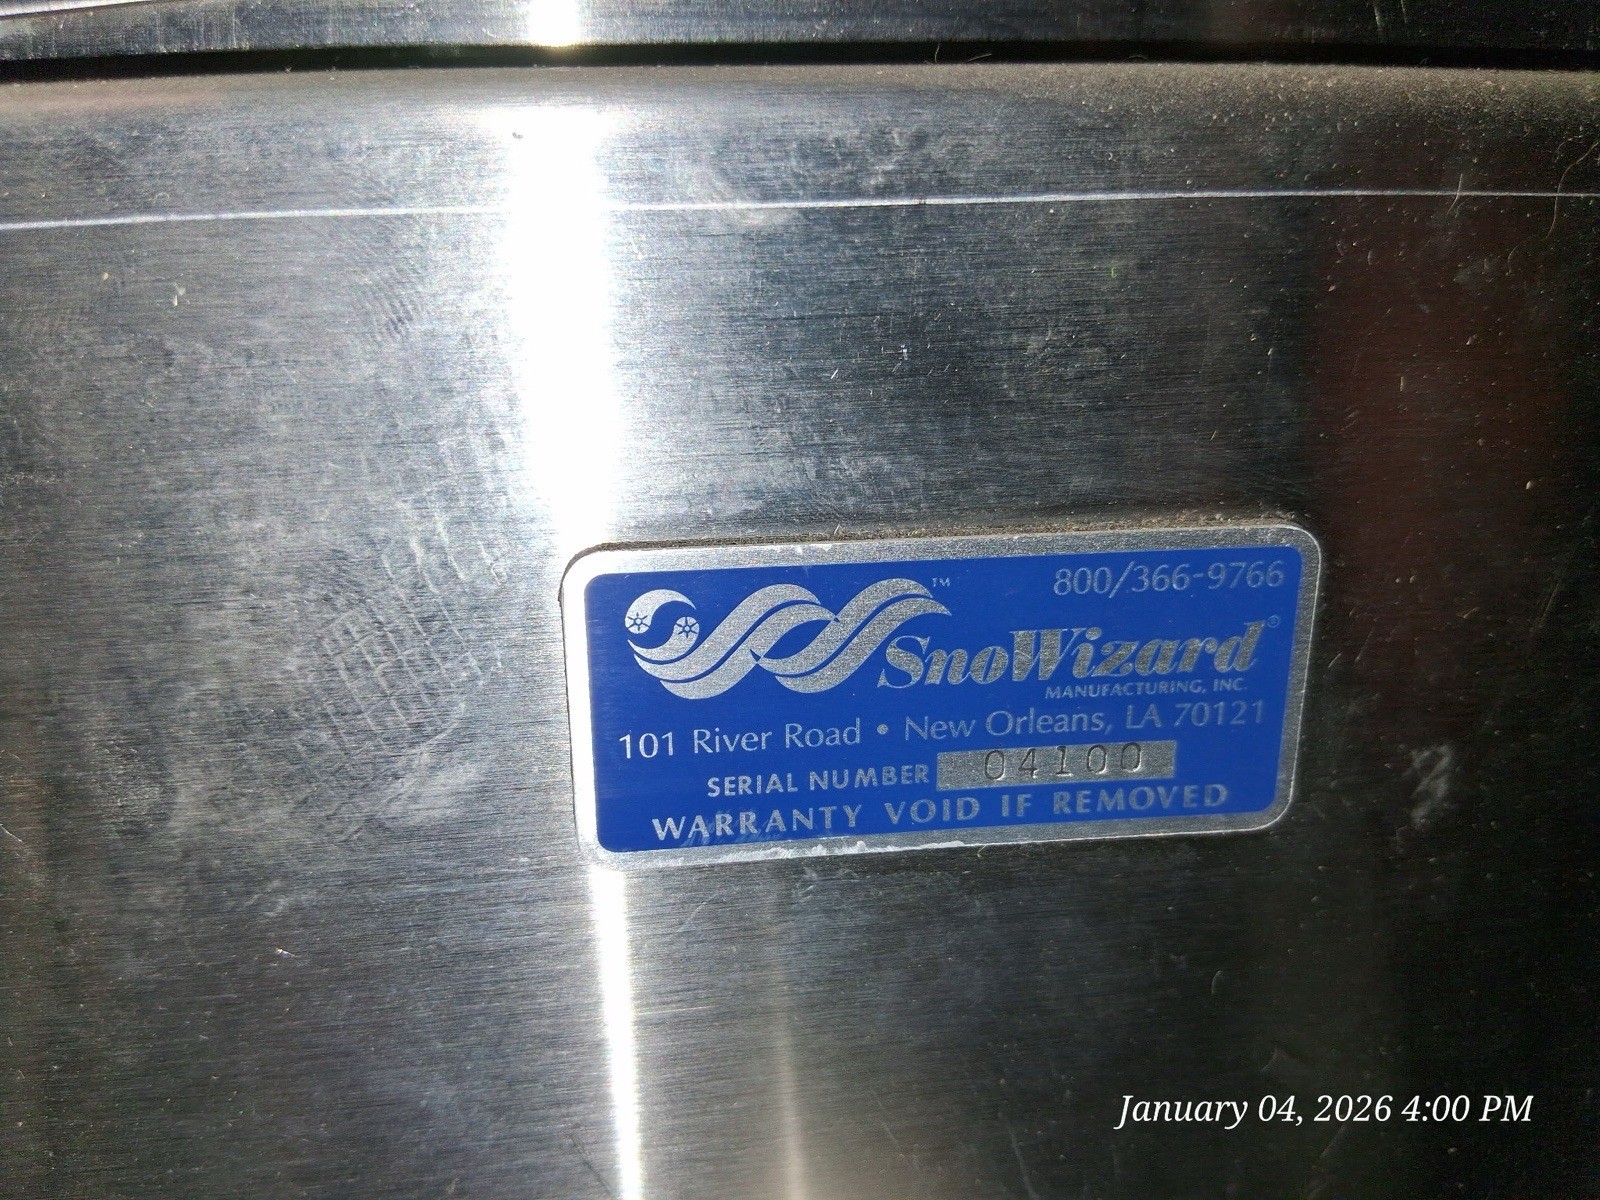 800/366-9766
SnoWizard®
™
MANUFACTURING, INC.
101 River Road • New Orleans, LA 70121
SERIAL NUMBER 04100
WARRANTY VOID IF REMOVED
January 04, 2026 4:00 PM